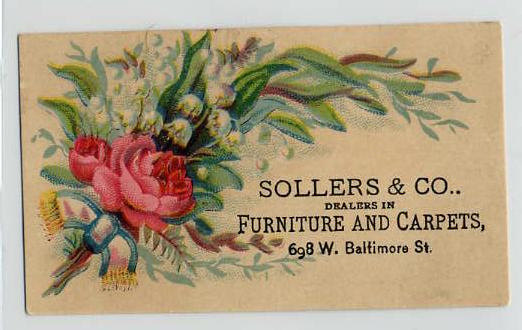 SOLLERS & CO..
DEALERS IN
FURNITURE AND CARPETS,
698 W. Baltimore St.